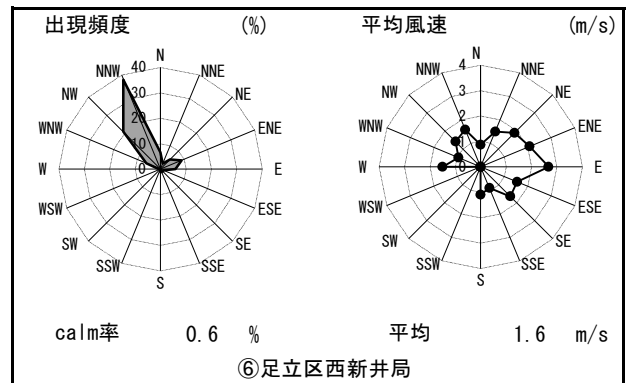 出現頻度 (%)
N
NNE
NE
ENE
E
ESE
SE
SSE
S
SSW
SW
WSW
W
WNW
NW
NNW
40
30
20
10
0
calm率 0.6 %
平均風速 (m/s)
N
NNE
NE
ENE
E
ESE
SE
SSE
S
SSW
SW
WSW
W
WNW
NW
NNW
4
3
2
1
0
平均 1.6 m/s
⑥足立区西新井局